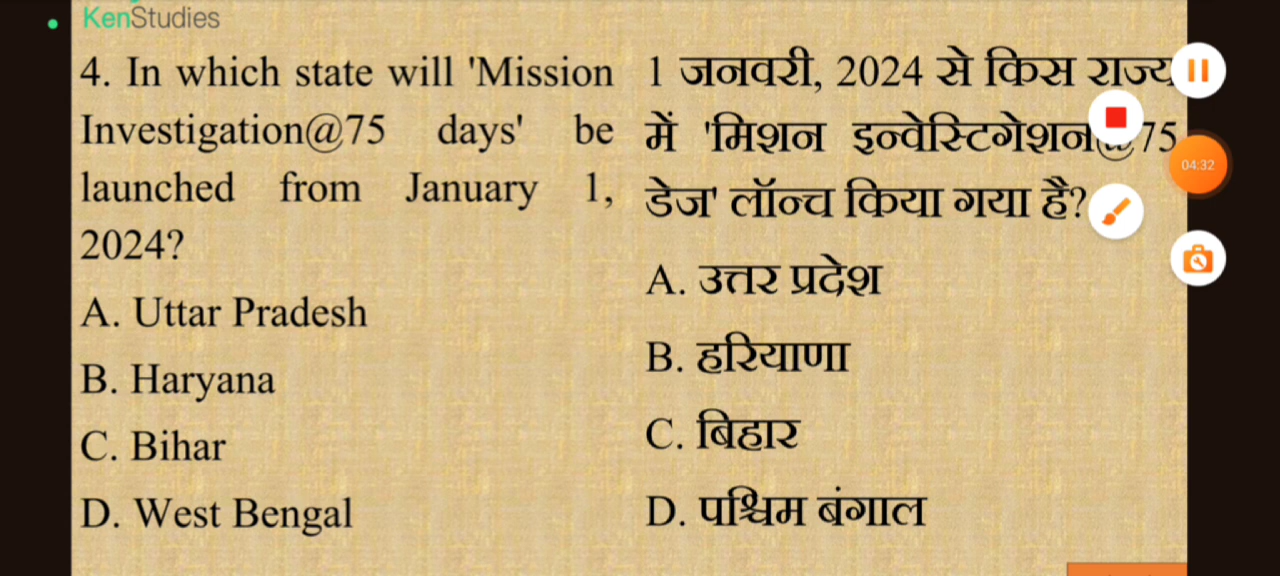 KenStudies
4. In which state will 'Mission
Investigation@75 days' be
launched from January 1,
2024?
A. Uttar Pradesh
B. Haryana
C. Bihar
D. West Bengal
1 जनवरी, 2024 से किस राज्य
में 'मिशन इन्वेस्टिगेशन@75
डेज' लॉन्च किया गया है?
A. उत्तर प्रदेश
B. हरियाणा
C. बिहार
D. पश्चिम बंगाल
04:32